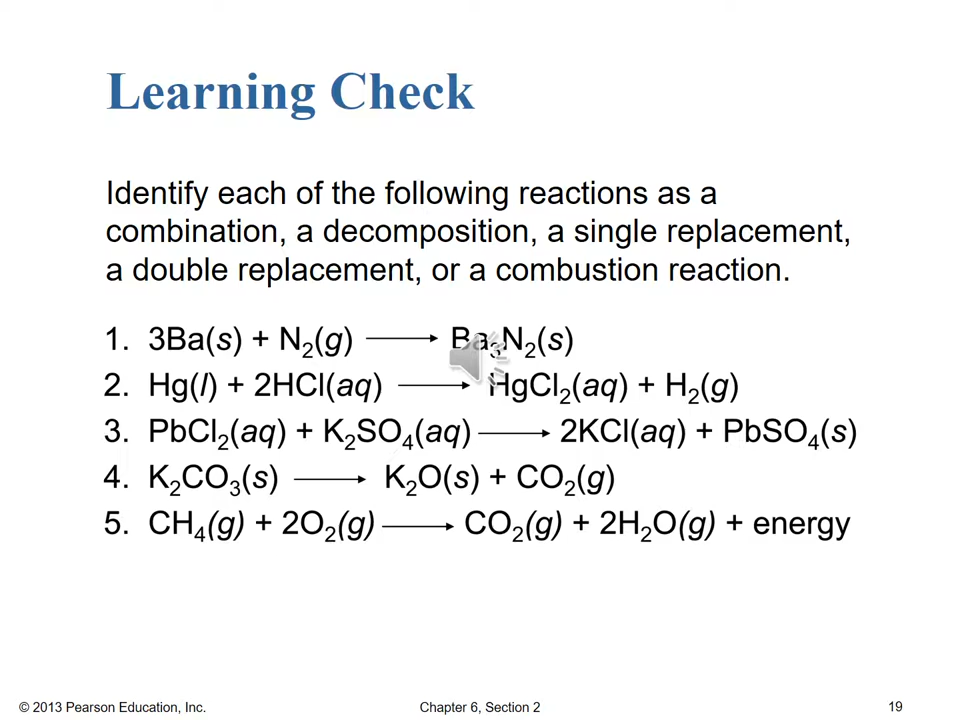 Learning Check
Identify each of the following reactions as a
combination, a decomposition, a single replacement,
a double replacement, or a combustion reaction.
1. 3Ba(s) + N₂(g) ⟶ Ba₃N₂(s)
2. Hg(l) + 2HCl(aq) ⟶ HgCl₂(aq) + H₂(g)
3. PbCl₂(aq) + K₂SO₄(aq) ⟶ 2KCl(aq) + PbSO₄(s)
4. K₂CO₃(s) ⟶ K₂O(s) + CO₂(g)
5. CH₄(g) + 2O₂(g) ⟶ CO₂(g) + 2H₂O(g) + energy
© 2013 Pearson Education, Inc. Chapter 6, Section 2 19